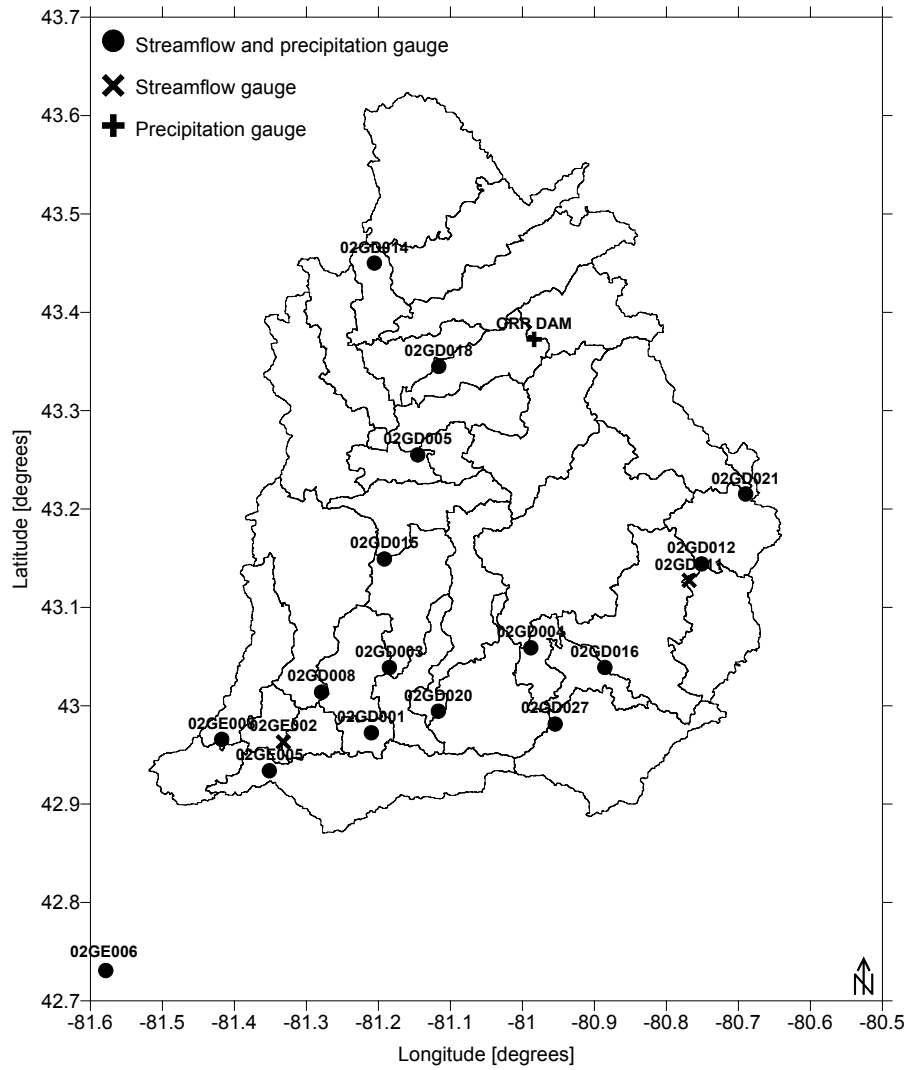 43.7
Streamflow and precipitation gauge
Streamflow gauge
Precipitation gauge
43.6
43.5
02GD014
43.4
ORR DAM
02GD018
43.3
02GD005
02GD021
43.2
02GD015
02GD012
43.1
02GD004
02GD003
02GD016
02GD008
43
02GD020
02GD027
02GE002
02GD001
02GE005
42.9
42.8
02GE006
N
42.7
-81.6 -81.5 -81.4 -81.3 -81.2 -81.1 -81 -80.9 -80.8 -80.7 -80.6 -80.5
Longitude [degrees]
Latitude [degrees]